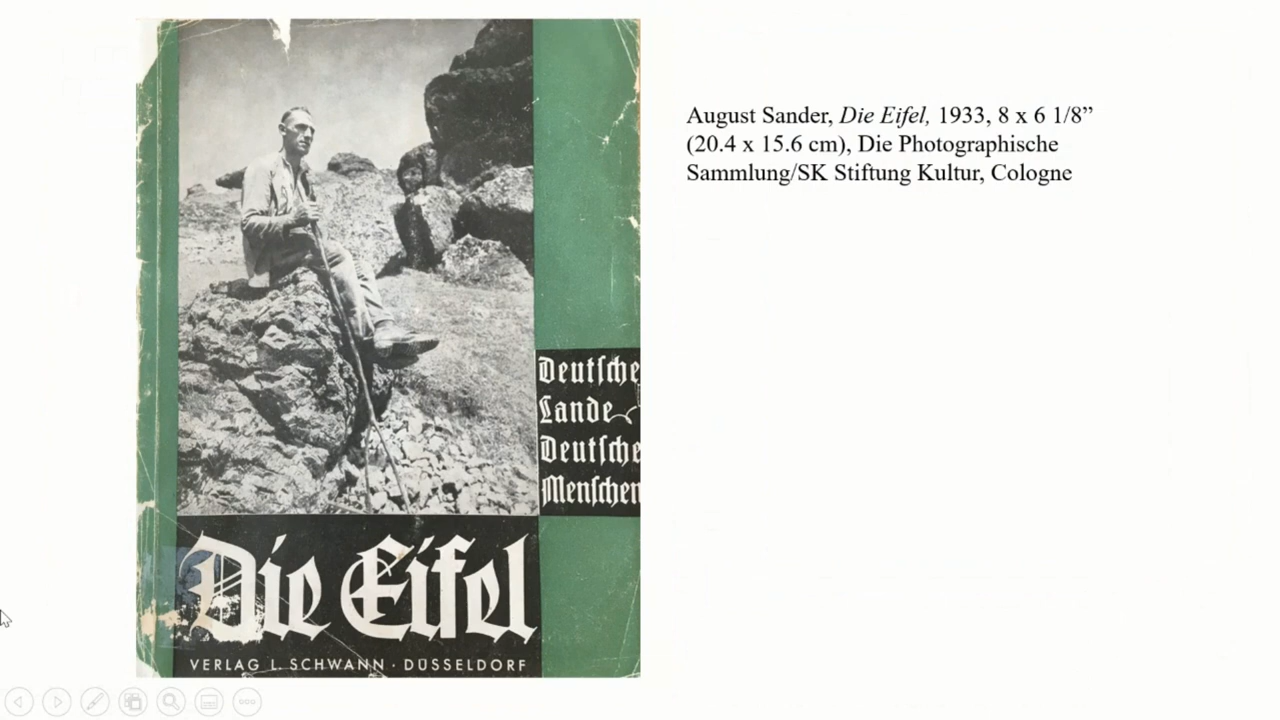 Deutſche
Lande
Deutſche
Menſchen
Die Eifel
VERLAG L. SCHWANN · DÜSSELDORF
August Sander, Die Eifel, 1933, 8 x 6 1/8”
(20.4 x 15.6 cm), Die Photographische
Sammlung/SK Stiftung Kultur, Cologne